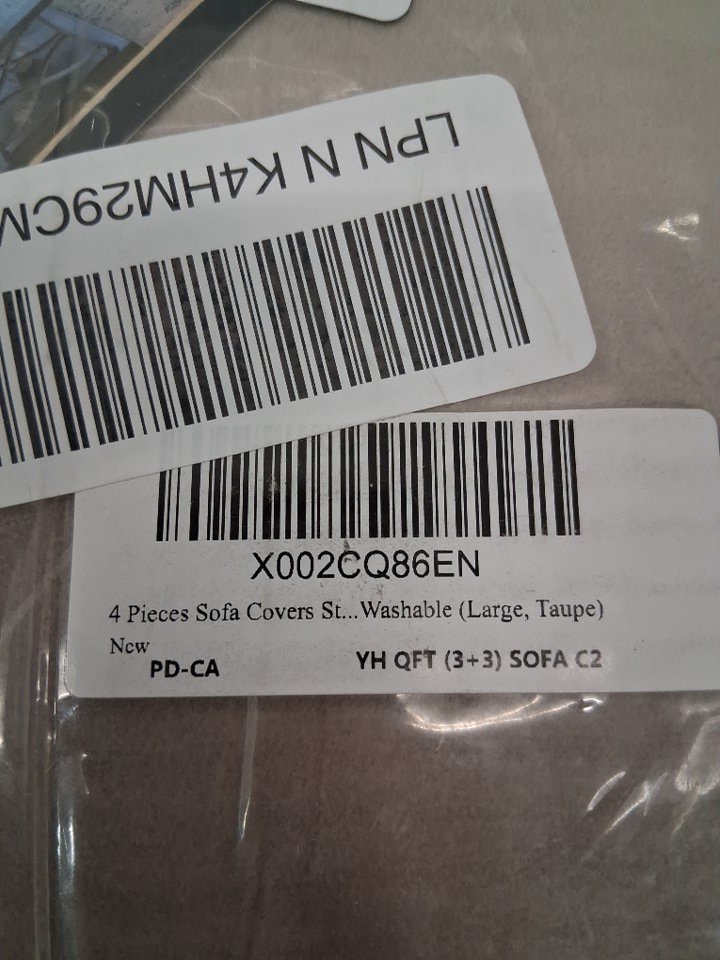 LPN N K4HM29CM
X002CQ86EN
4 Pieces Sofa Covers St...Washable (Large, Taupe)
New
PD-CA YH QFT (3+3) SOFA C2